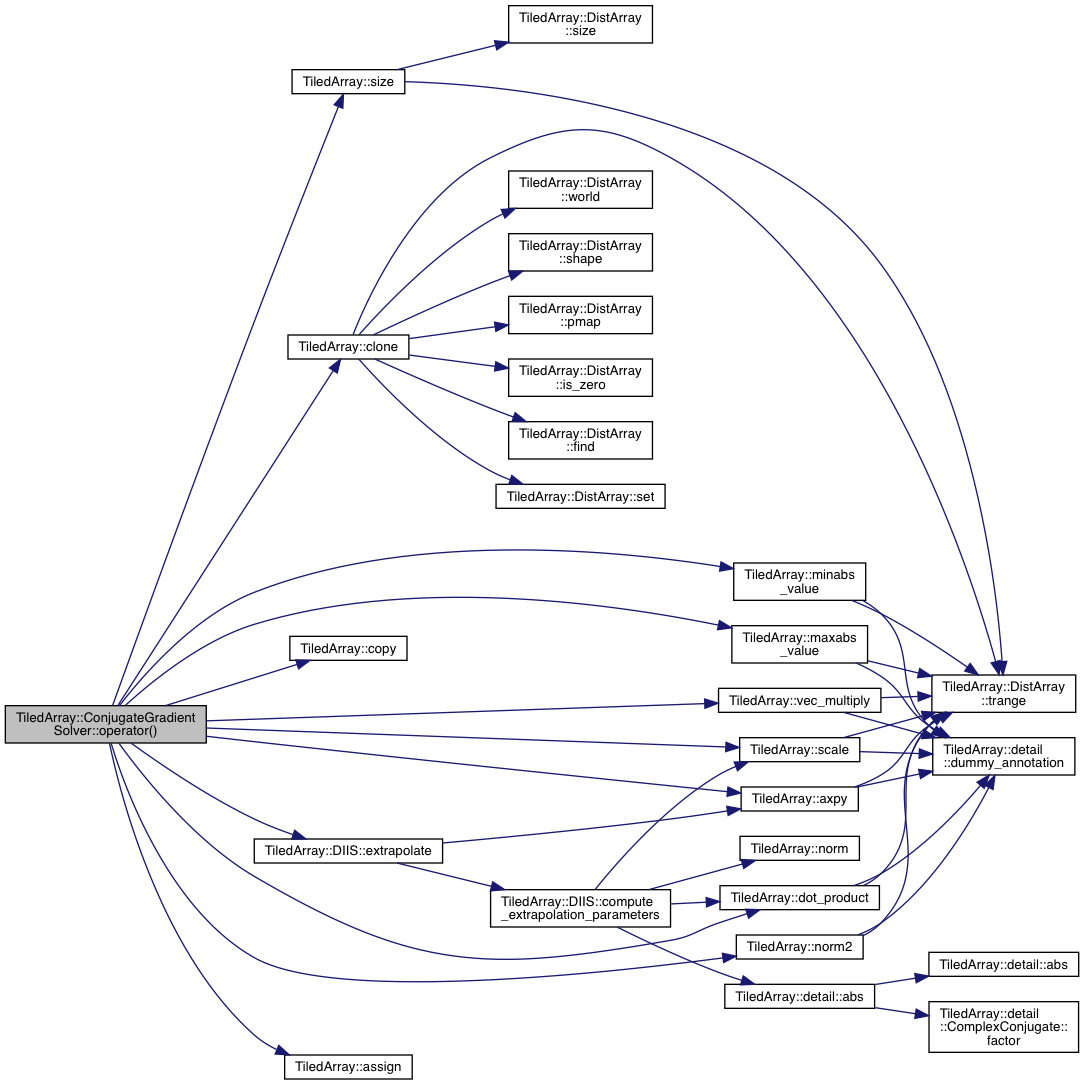 TiledArray::DistArray
::size
TiledArray::size
TiledArray::DistArray
::world
TiledArray::DistArray
::shape
TiledArray::DistArray
::pmap
TiledArray::clone
TiledArray::DistArray
::is_zero
TiledArray::DistArray
::find
TiledArray::DistArray::set
TiledArray::minabs
_value
TiledArray::maxabs
_value
TiledArray::copy
TiledArray::DistArray
::trange
TiledArray::vec_multiply
TiledArray::ConjugateGradient
Solver::operator()
TiledArray::scale
TiledArray::detail
::dummy_annotation
TiledArray::axpy
TiledArray::DIIS::extrapolate
TiledArray::norm
TiledArray::DIIS::compute
_extrapolation_parameters
TiledArray::dot_product
TiledArray::norm2
TiledArray::detail::abs
TiledArray::detail::abs
TiledArray::detail
::ComplexConjugate::
factor
TiledArray::assign